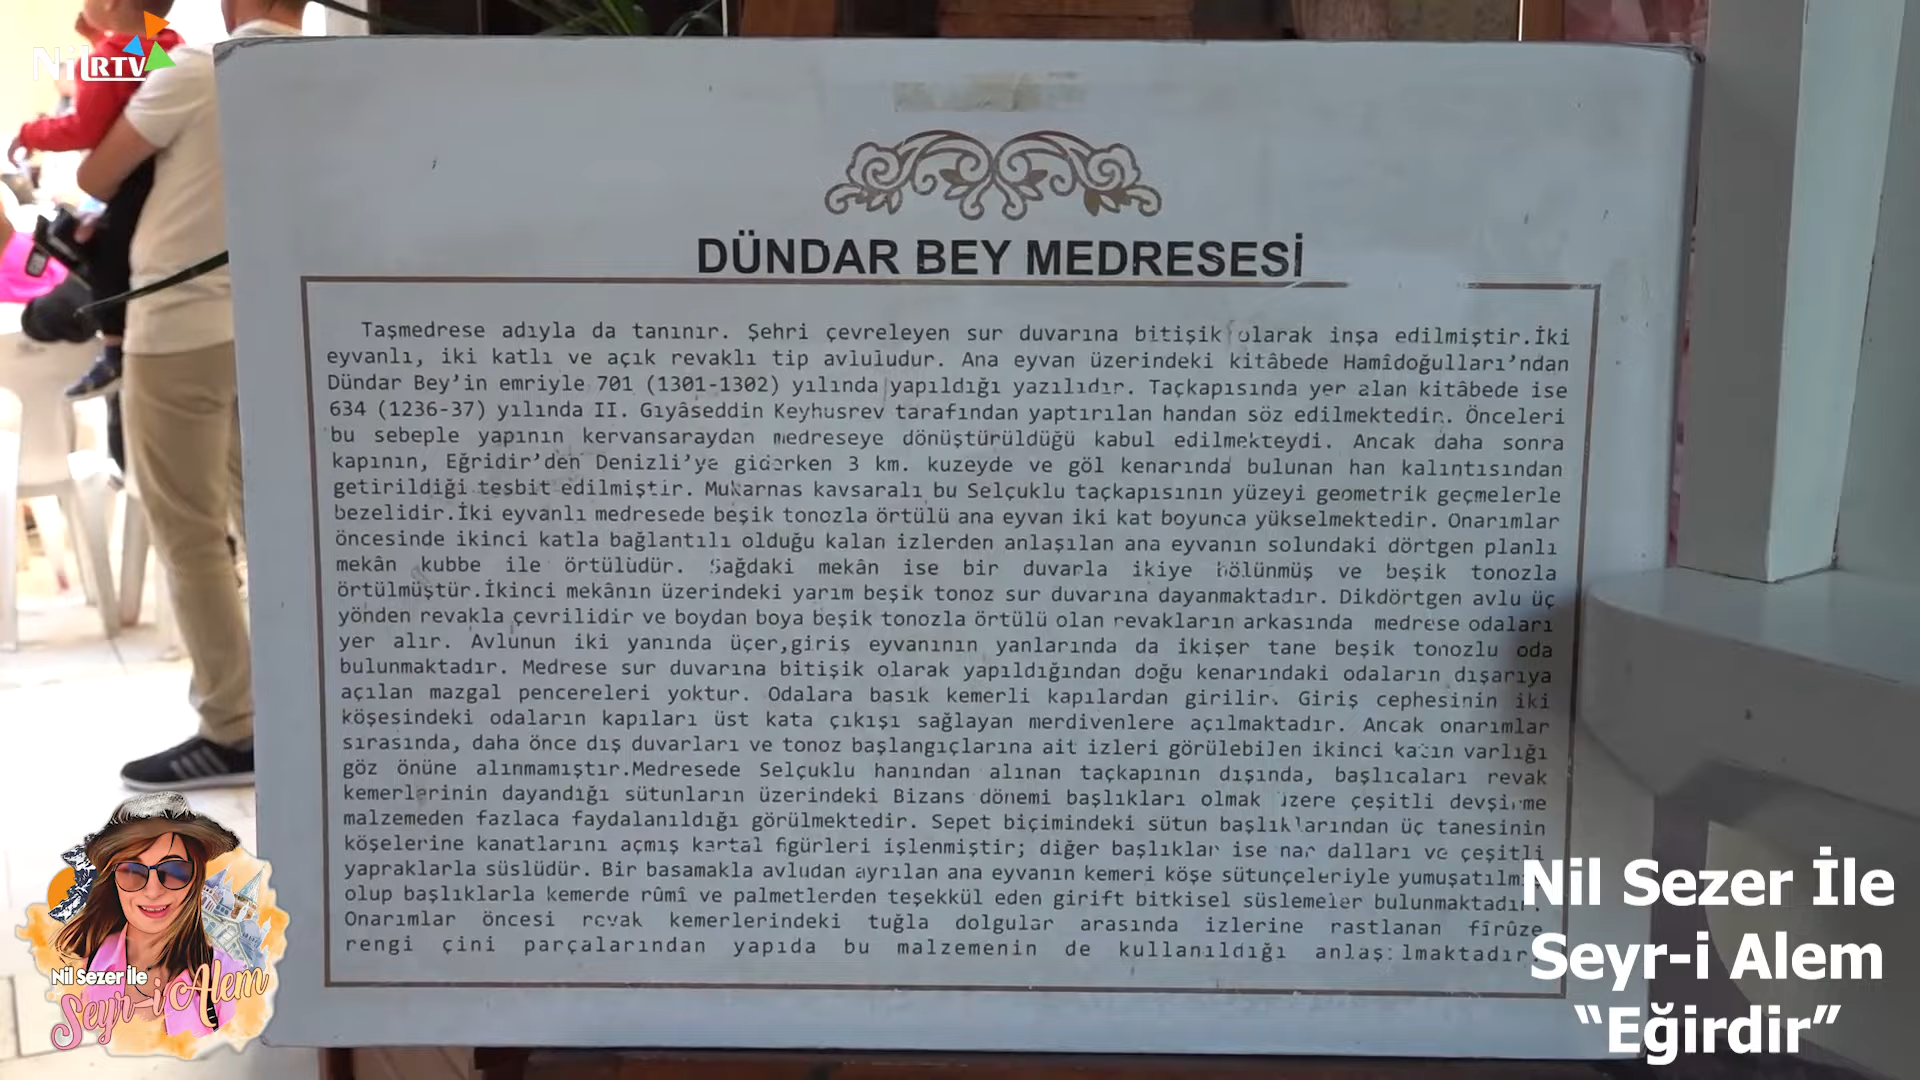 NiL RTV
DÜNDAR BEY MEDRESESİ
Taşmedrese adıyla da tanınır. Şehri çevreleyen sur duvarına bitişik olarak inşa edilmiştir.İki
eyvanlı, iki katlı ve açık revaklı tip avluludur. Ana eyvan üzerindeki kitâbede Hamîdoğulları’ndan
Dündar Bey’in emriyle 701 (1301-1302) yılında yapıldığı yazılıdır. Taçkapısında yer alan kitâbede ise
634 (1236-37) yılında II. Gıyâseddin Keyhusrev tarafından yaptırılan handan söz edilmektedir. Önceleri
bu sebeple yapının kervansaraydan medreseye dönüştürüldüğü kabul edilmekteydi. Ancak daha sonra
kapının, Eğridir’den Denizli’ye giderken 3 km. kuzeyde ve göl kenarında bulunan han kalıntısından
getirildiği tesbit edilmiştir. Mukarnas kavsaralı bu Selçuklu taçkapısının yüzeyi geometrik geçmelerle
bezelidir.İki eyvanlı medresede beşik tonozla örtülü ana eyvan iki kat boyunca yükselmektedir. Onarımlar
öncesinde ikinci katla bağlantılı olduğu kalan izlerden anlaşılan ana eyvanın solundaki dörtgen planlı
mekân kubbe ile örtülüdür. Sağdaki mekân ise bir duvarla ikiye bölünmüş ve beşik tonozla
örtülmüştür.İkinci mekânın üzerindeki yarım beşik tonoz sur duvarına dayanmaktadır. Dikdörtgen avlu üç
yönden revakla çevrilidir ve boydan boya beşik tonozla örtülü olan revakların arkasında medrese odaları
yer alır. Avlunun iki yanında üçer,giriş eyvanının yanlarında da ikişer tane beşik tonozlu oda
bulunmaktadır. Medrese sur duvarına bitişik olarak yapıldığından doğu kenarındaki odaların dışarıya
açılan mazgal pencereleri yoktur. Odalara basık kemerli kapılardan girilir. Giriş cephesinin iki
köşesindeki odaların kapıları üst kata çıkışı sağlayan merdivenlere açılmaktadır. Ancak onarımlar
sırasında, daha önce dış duvarları ve tonoz başlangıçlarına ait izleri görülebilen ikinci katın varlığı
göz önüne alınmamıştır.Medresede Selçuklu hanından alınan taçkapının dışında, başlıcaları revak
kemerlerinin dayandığı sütunların üzerindeki Bizans dönemi başlıkları olmak üzere çeşitli devşirme
malzemeden fazlaca faydalanıldığı görülmektedir. Sepet biçimindeki sütun başlıklarından üç tanesinin
köşelerine kanatlarını açmış kartal figürleri işlenmiştir; diğer başlıklar ise nar dalları ve çeşitli
yapraklarla süslüdür. Bir basamakla avludan ayrılan ana eyvanın kemeri köşe sütunçeleriyle yumuşatılmış
olup başlıklarla kemerde rûmî ve palmetlerden teşekkül eden girift bitkisel süslemeler bulunmaktadır.
Onarımlar öncesi revak kemerlerindeki tuğla dolgular arasında izlerine rastlanan fîrûze
rengi çini parçalarından yapıda bu malzemenin de kullanıldığı anlaşılmaktadır.
Nil Sezer İle
Seyr-i Alem
Nil Sezer İle
Seyr-i Alem
“Eğirdir”